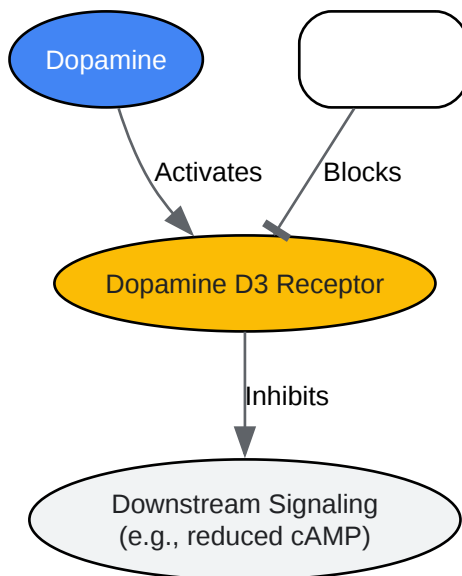 Dopamine
Activates
Blocks
Dopamine D3 Receptor
Inhibits
Downstream Signaling
(e.g., reduced cAMP)